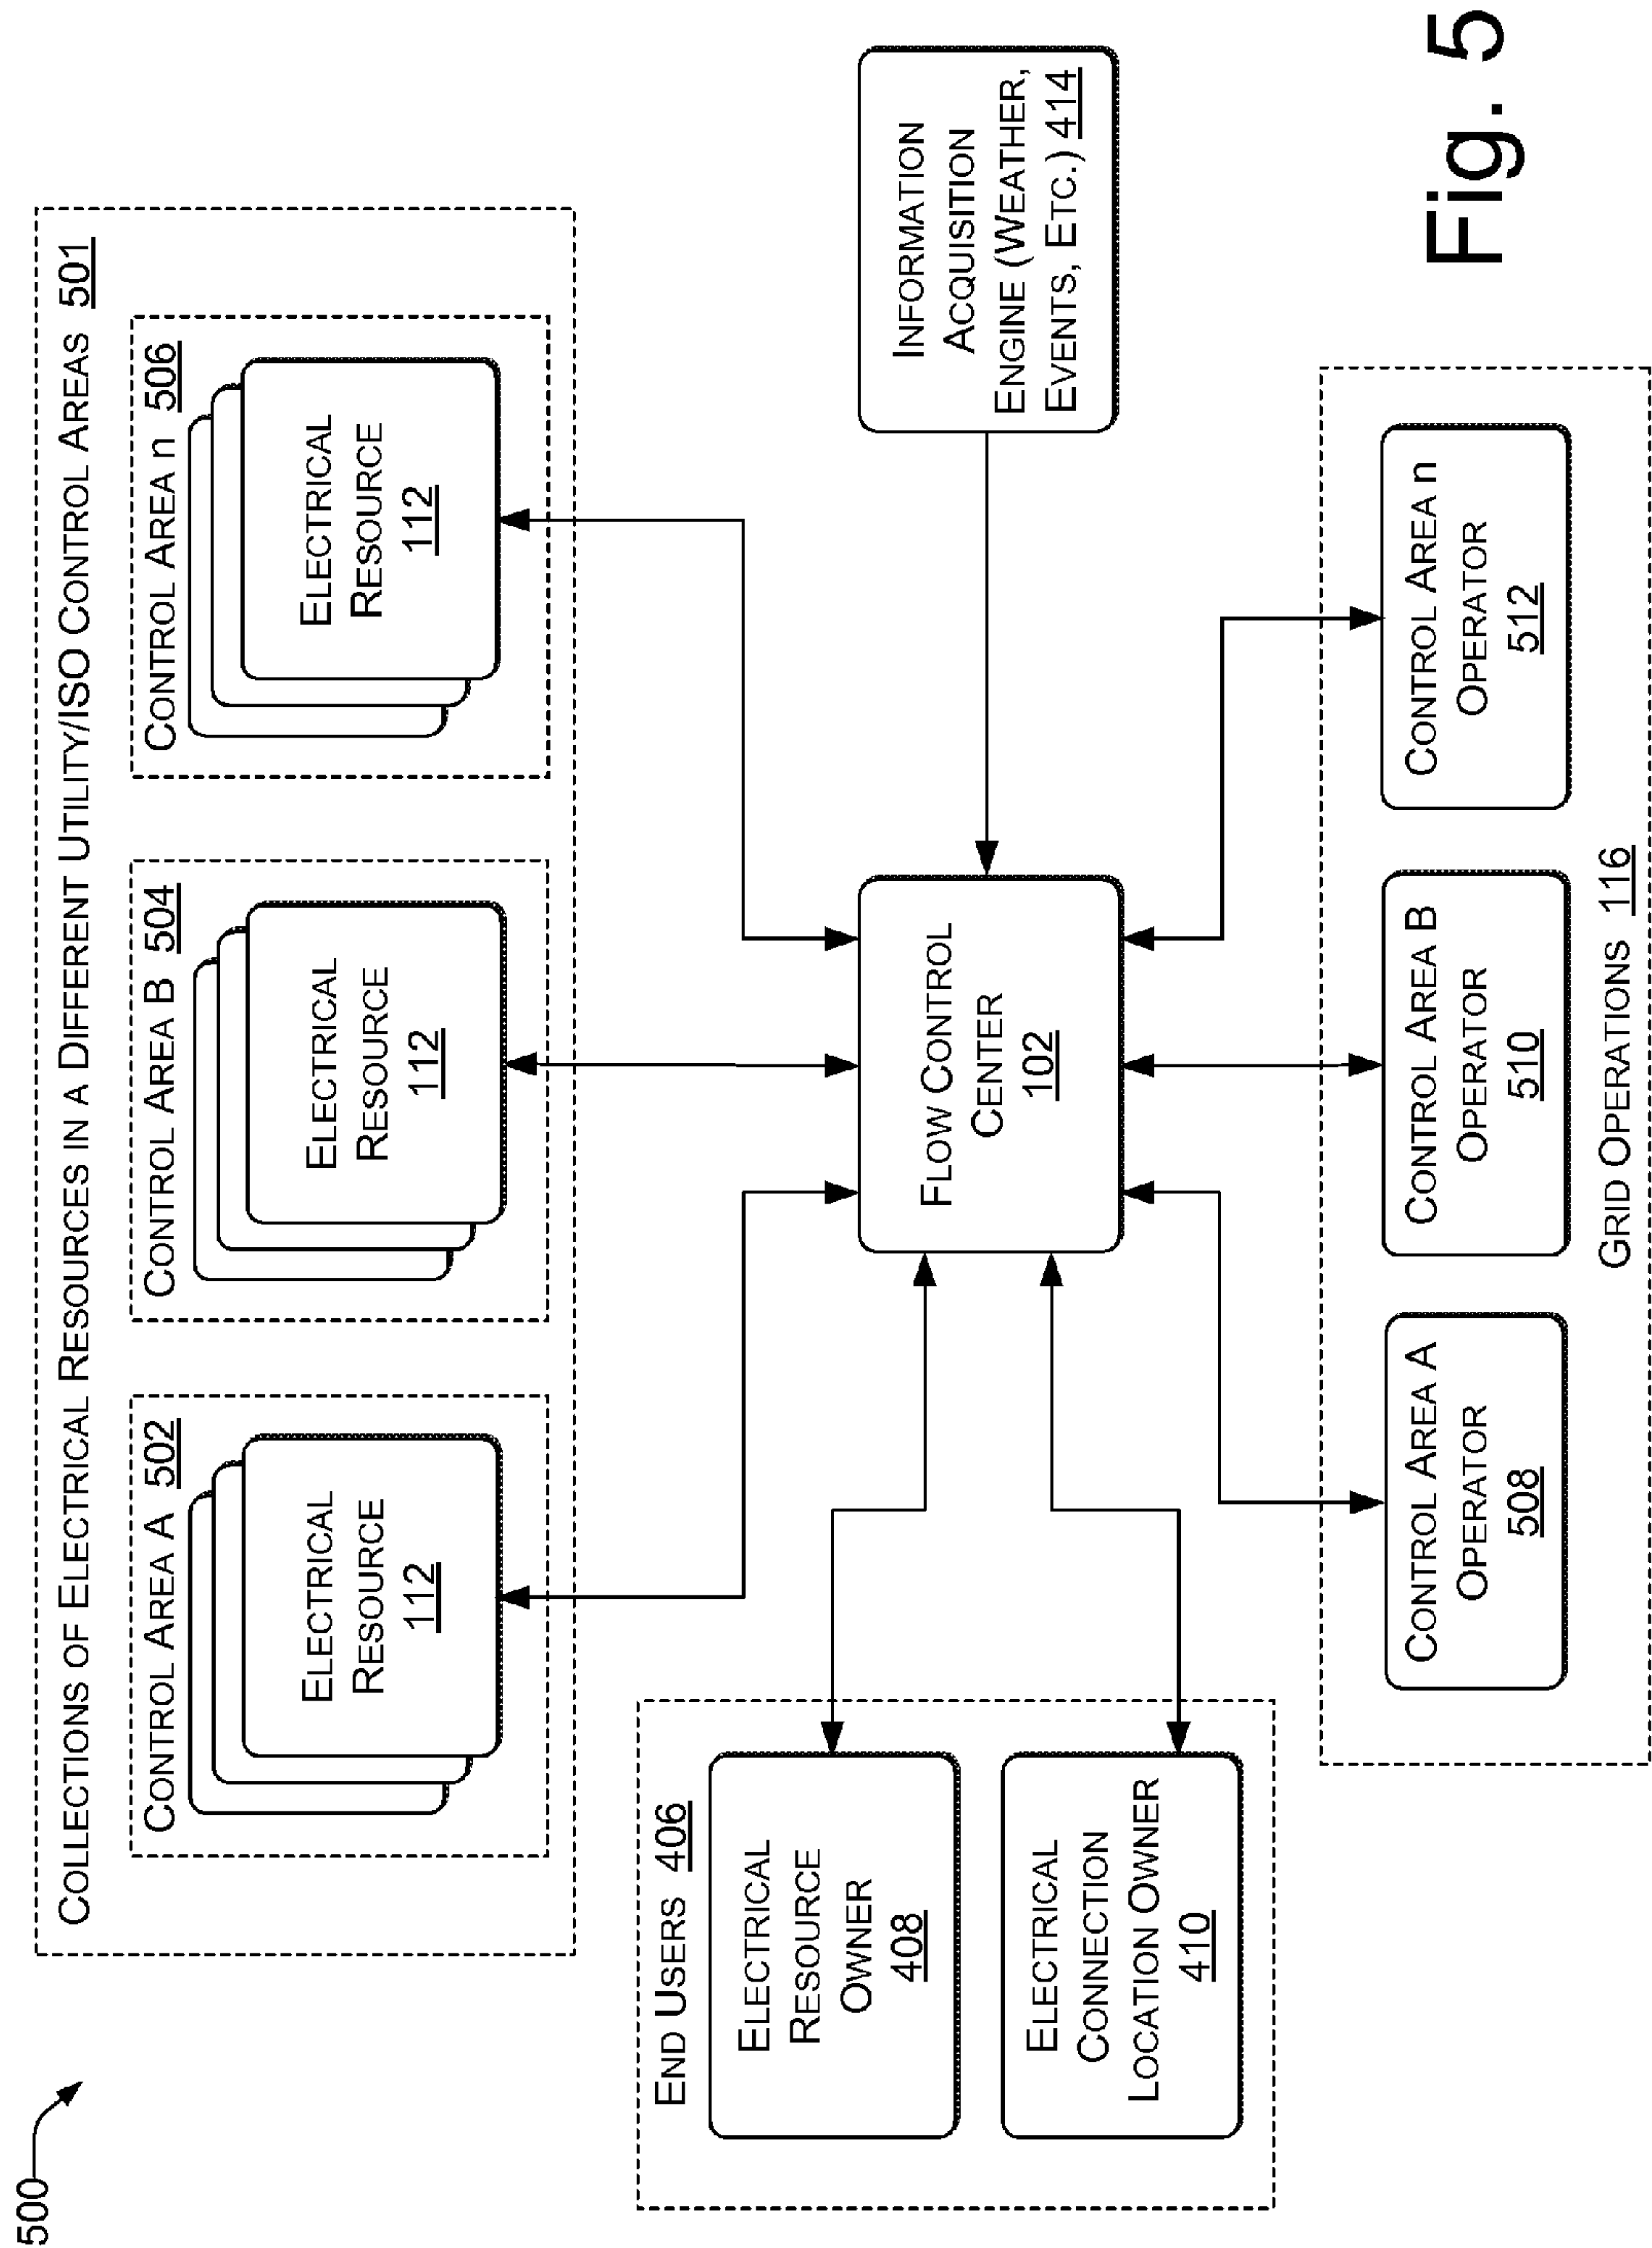 500
COLLECTIONS OF ELECTRICAL RESOURCES IN A DIFFERENT UTILITY/ISO CONTROL AREAS 501
CONTROL AREA A 502
ELECTRICAL
RESOURCE
112
CONTROL AREA B 504
ELECTRICAL
RESOURCE
112
CONTROL AREA n 506
ELECTRICAL
RESOURCE
112
END USERS 406
ELECTRICAL
RESOURCE
OWNER
408
ELECTRICAL
CONNECTION
LOCATION OWNER
410
FLOW CONTROL
CENTER
102
INFORMATION
ACQUISITION
ENGINE (WEATHER,
EVENTS, ETC.) 414
CONTROL AREA A
OPERATOR
508
CONTROL AREA B
OPERATOR
510
CONTROL AREA n
OPERATOR
512
GRID OPERATIONS 116
Fig. 5